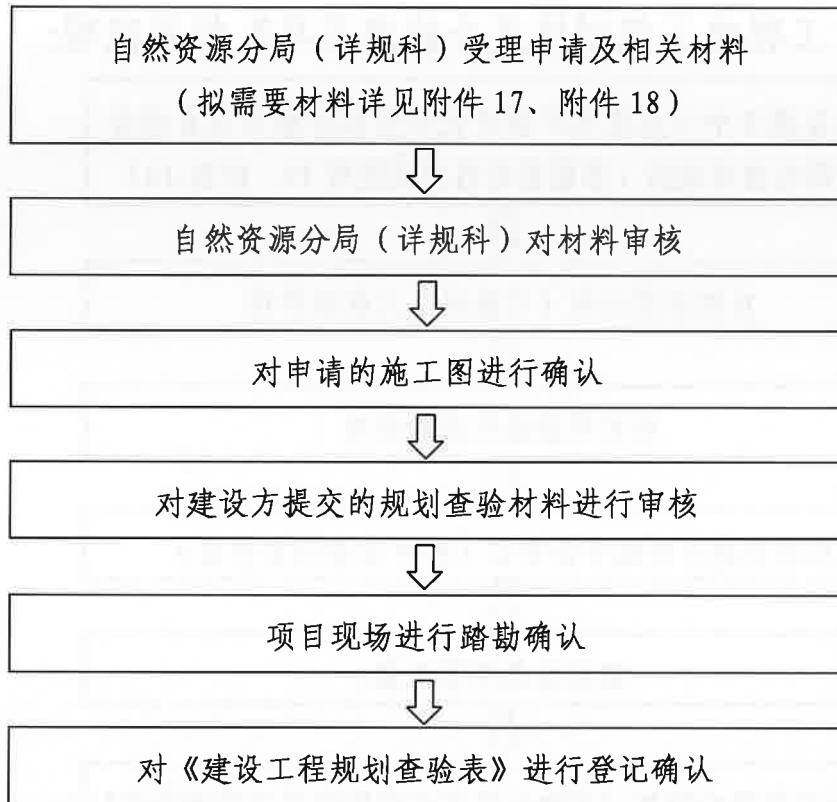 自然资源分局（详规科）受理申请及相关材料
（拟需要材料详见附件 17、附件 18）
自然资源分局（详规科）对材料审核
对申请的施工图进行确认
对建设方提交的规划查验材料进行审核
项目现场进行踏勘确认
对《建设工程规划查验表》进行登记确认